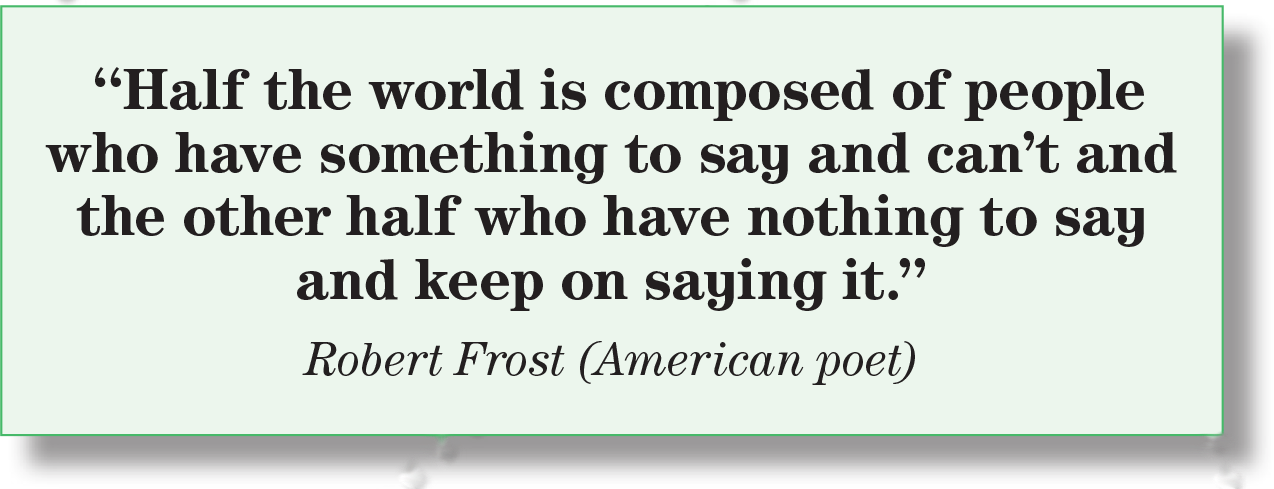 “Half the world is composed of people
who have something to say and can’t and
the other half who have nothing to say
and keep on saying it.”
Robert Frost (American poet)